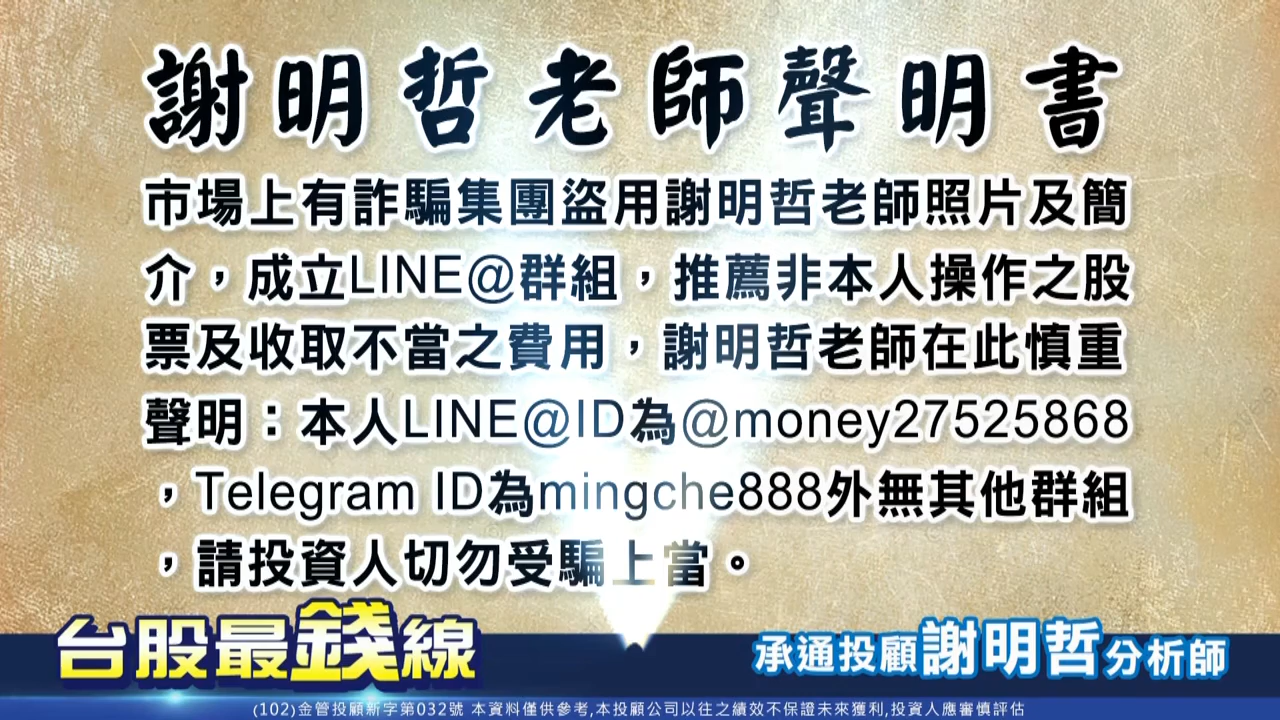 謝明哲老師聲明書
市場上有詐騙集團盜用謝明哲老師照片及簡
介，成立LINE@群組，推薦非本人操作之股
票及收取不當之費用，謝明哲老師在此慎重
聲明：本人LINE@ID為@money27525868
，Telegram ID為mingche888外無其他群組
，請投資人切勿受騙上當。
台股最錢線
承通投顧謝明哲分析師
(102)金管投顧新字第032號 本資料僅供參考,本投顧公司以往之績效不保證未來獲利,投資人應審慎評估